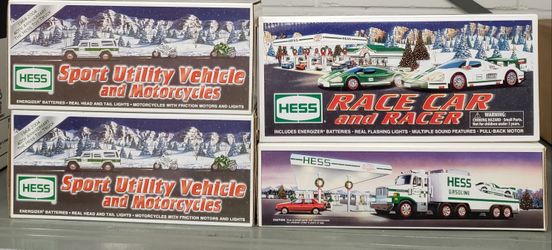 HESS
Sport Utility Vehicle
and Motorcycles
ENERGIZER® BATTERIES • REAL HEAD AND TAIL LIGHTS • MOTORCYCLES WITH FRICTION MOTORS AND LIGHTS
HESS
Sport Utility Vehicle
and Motorcycles
ENERGIZER® BATTERIES • REAL HEAD AND TAIL LIGHTS • MOTORCYCLES WITH FRICTION MOTORS AND LIGHTS
HESS
RACE CAR
and RACER
INCLUDES ENERGIZER® BATTERIES • REAL FLASHING LIGHTS • MULTIPLE SOUND FEATURES • PULL-BACK MOTOR
WARNING:
HESS
HESS
GASOLINE